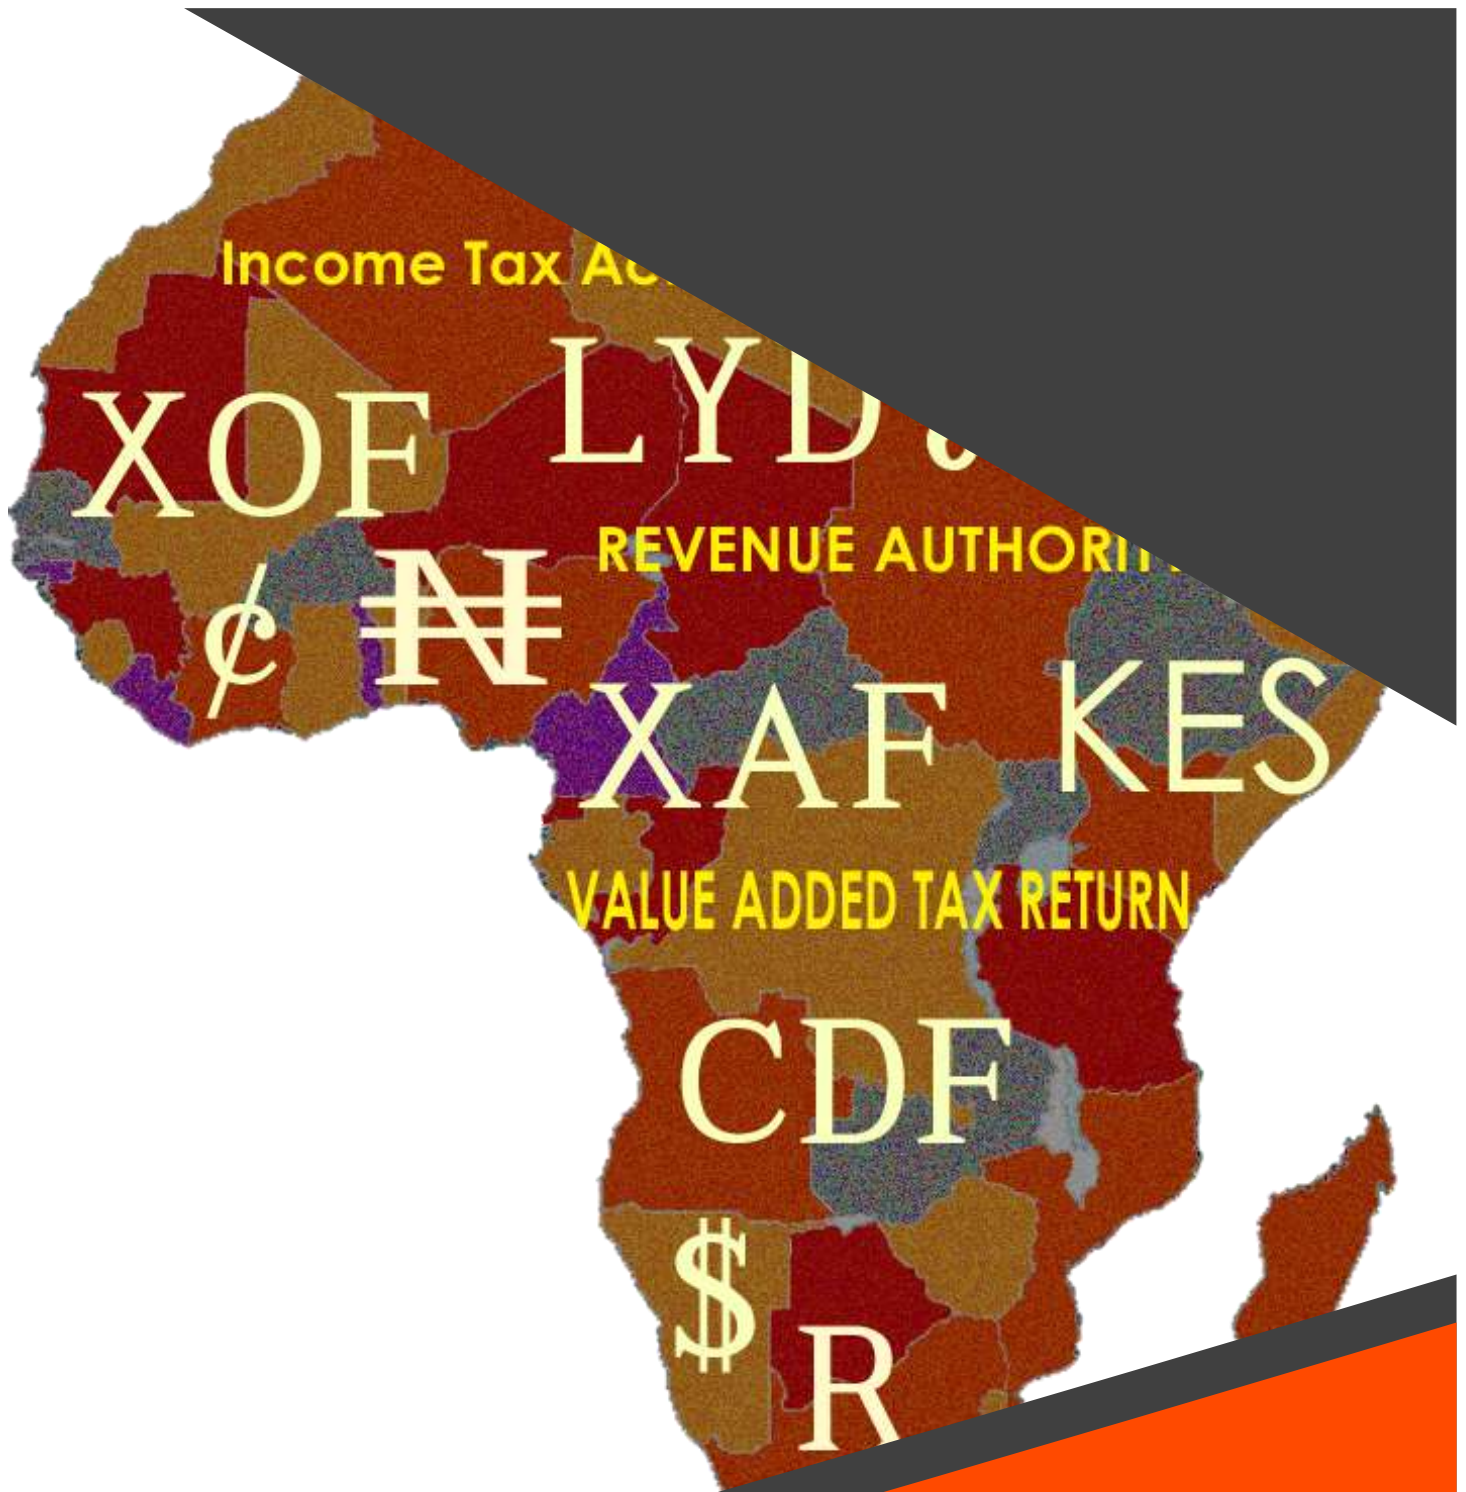 Income Tax
LYD
XOF
REVENUE
₦
¢
KES
XAF
VALUE ADDED TAX RETURN
CDF
$
R